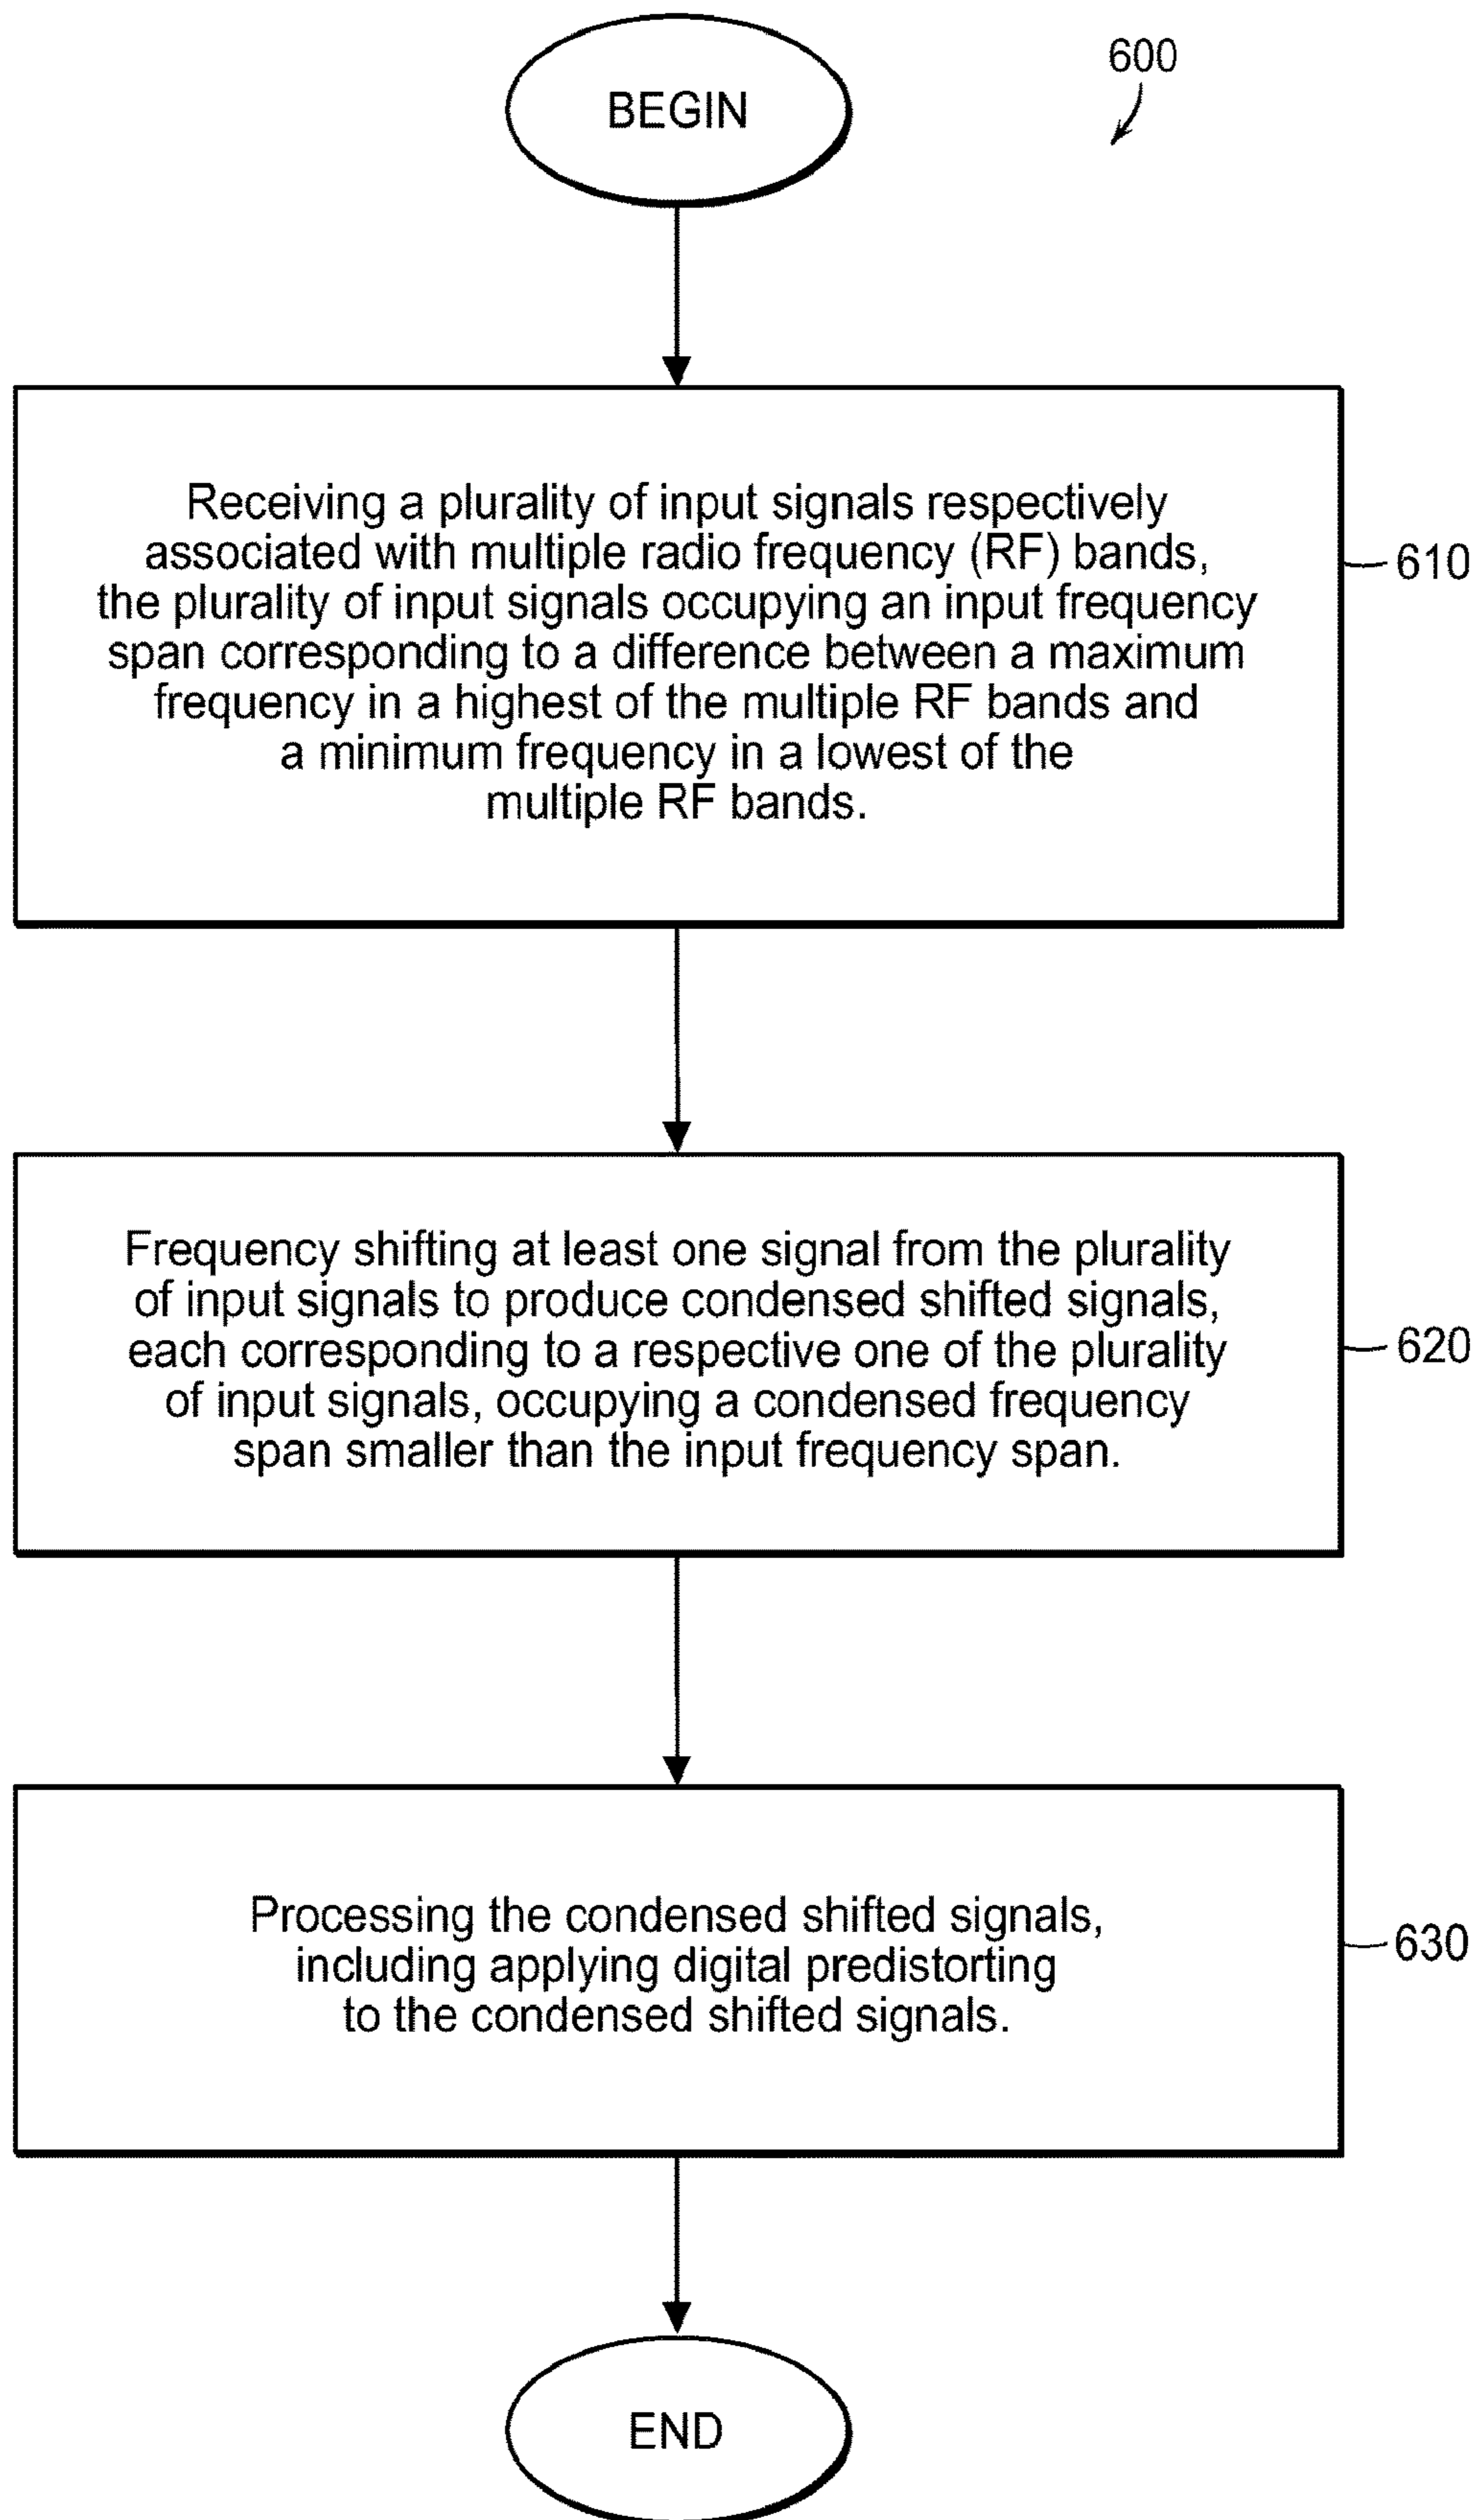 BEGIN
600
Receiving a plurality of input signals respectively
associated with multiple radio frequency (RF) bands,
the plurality of input signals occupying an input frequency
span corresponding to a difference between a maximum
frequency in a highest of the multiple RF bands and
a minimum frequency in a lowest of the
multiple RF bands.
610
Frequency shifting at least one signal from the plurality
of input signals to produce condensed shifted signals,
each corresponding to a respective one of the plurality
of input signals, occupying a condensed frequency
span smaller than the input frequency span.
620
Processing the condensed shifted signals,
including applying digital predistorting
to the condensed shifted signals.
630
END